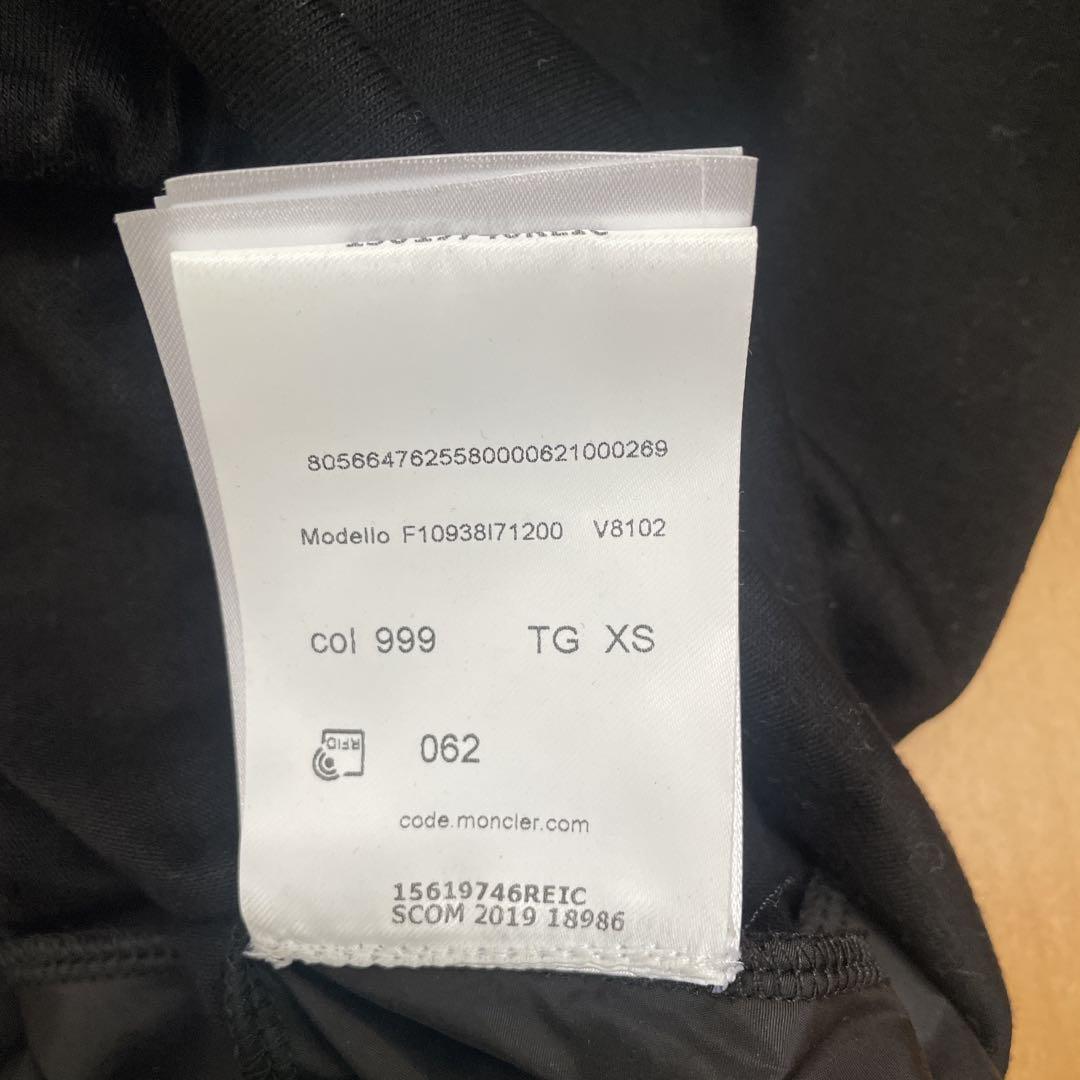 8056647625580000621000269
Modello F10938I71200 V8102
col 999 TG XS
RFID 062
code.moncler.com
15619746REIC
SCOM 2019 18986